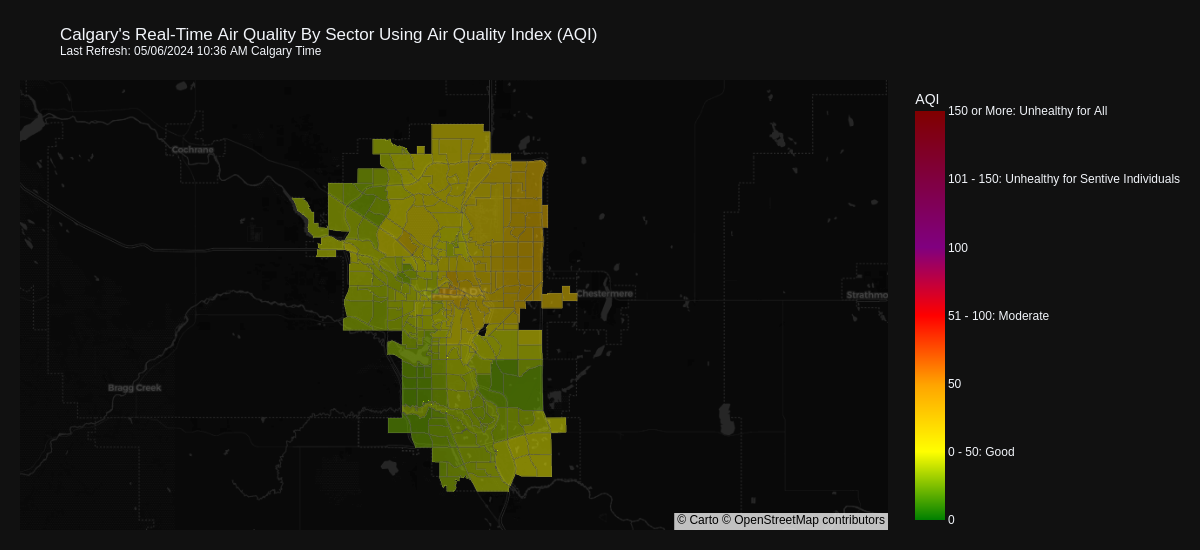 Calgary's Real-Time Air Quality By Sector Using Air Quality Index (AQI)
Last Refresh: 05/06/2024 10:36 AM Calgary Time
AQI
150 or More: Unhealthy for All
Cochrane
101 - 150: Unhealthy for Sentive Individuals
100
CALGARY
Chestermere
Strathmo
51 - 100: Moderate
Bragg Creek
50
0 - 50: Good
0
© Carto © OpenStreetMap contributors